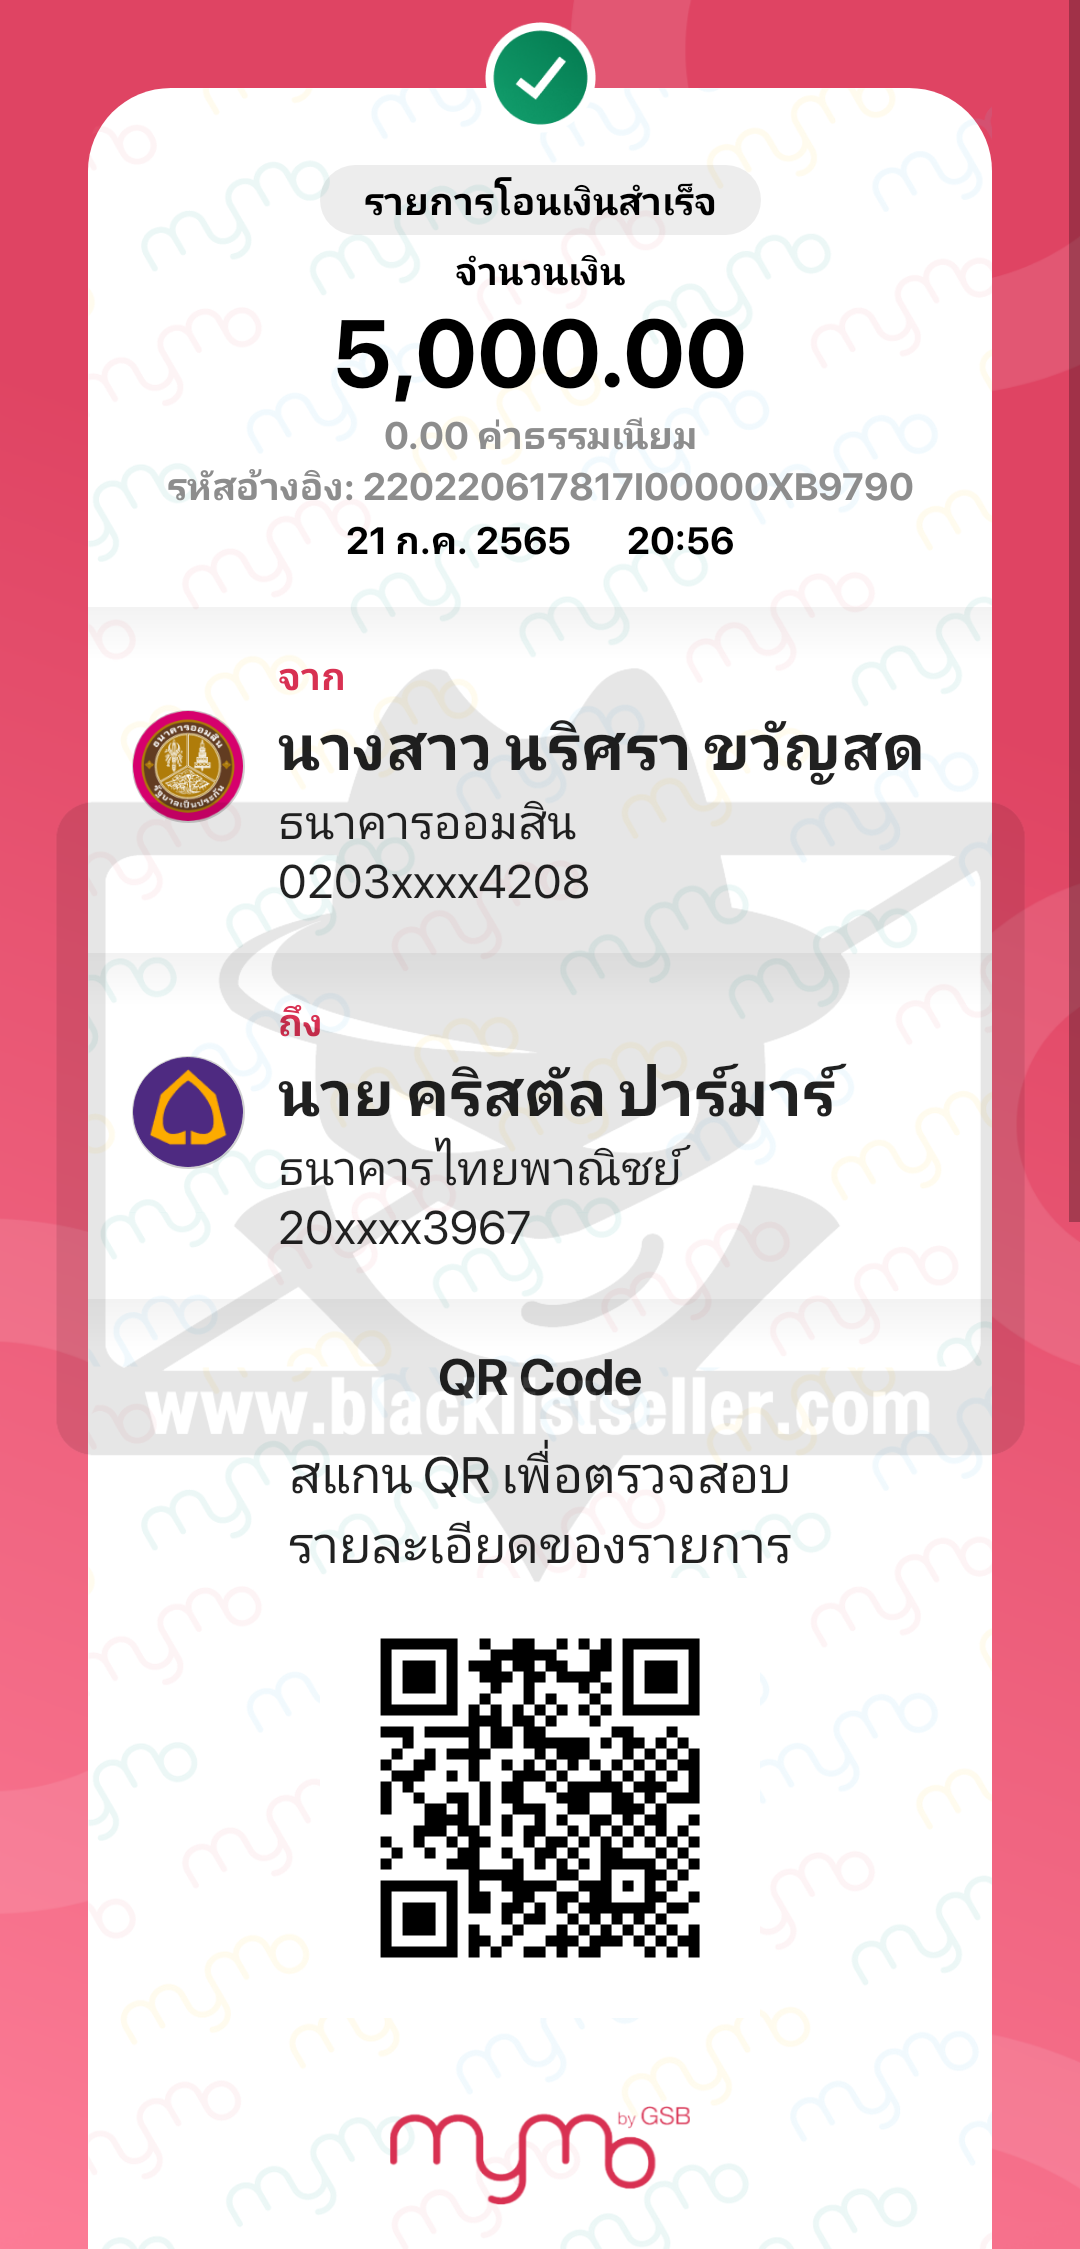 รายการโอนเงินสำเร็จ
จำนวนเงิน
5,000.00
0.00 ค่าธรรมเนียม
รหัสอ้างอิง: 220220617817I00000XB9790
21 ก.ค. 2565 20:56
จาก
นางสาว นริศรา ขวัญสด
ธนาคารออมสิน
0203xxxx4208
ถึง
นาย คริสตัล ปาร์มาร์
ธนาคารไทยพาณิชย์
20xxxx3967
QR Code
www.blacklistseller.com
สแกน QR เพื่อตรวจสอบ
รายละเอียดของรายการ
mymo by GSB